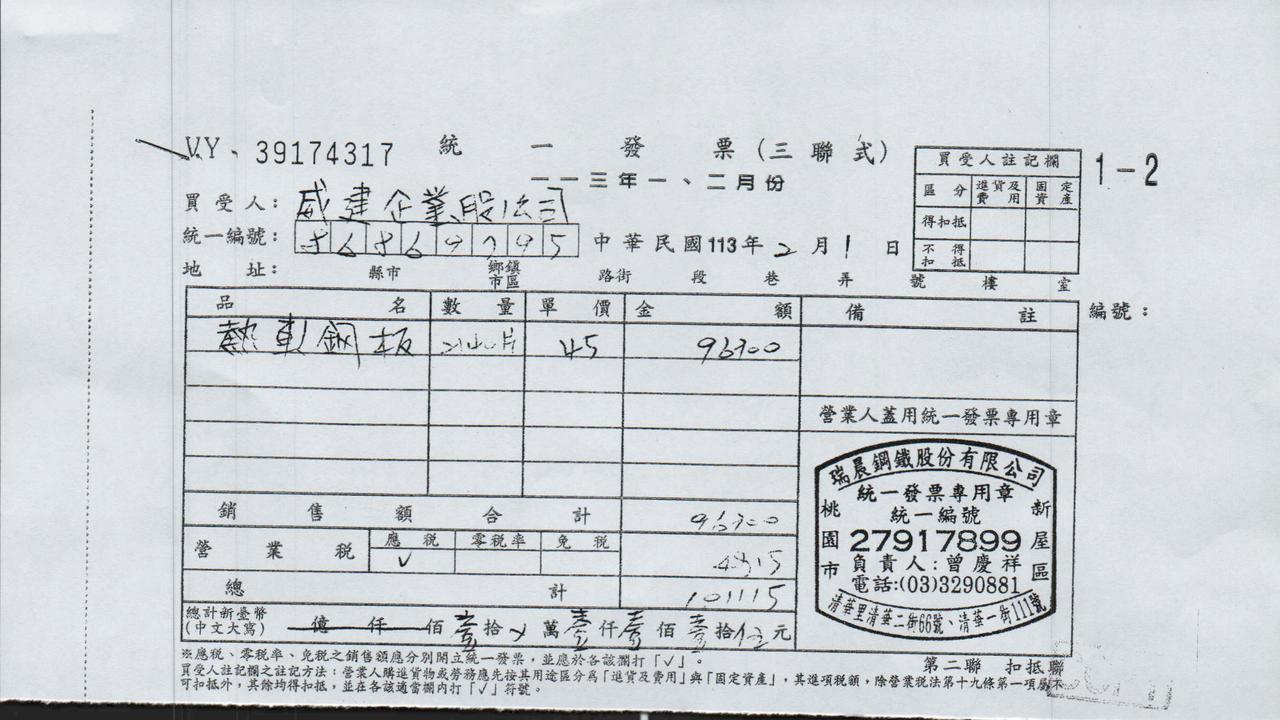 VY 39174317 統一發票(三聯式)
一一三年一、二月份
1-2
買受人註記欄
區分 進貨及費用 固定資產
得扣抵
不得扣抵
買受人: 威建企業股公司
統一編號: 中華民國113年2月1日
地址: 縣市 鄉鎮市區 路街 段 巷 弄 號 樓 室
品名 數量 單價 金額 備註 編號:
熱軋鋼板 2140片 45 96300
營業人蓋用統一發票專用章
瑞晨鋼鐵股份有限公司
統一發票專用章
統一編號
27917899
桃園市 新屋區
負責人:曾慶祥
電話:(03)3290881
清華里清華二街66號、清華一街111號
銷售額合計 96300
營業稅 應稅 零稅率 免稅
✓ 4815
總計 101115
總計新臺幣
(中文大寫) 億 仟 佰 壹拾 萬 壹仟 壹佰 壹拾伍元
※應稅、零稅率、免稅之銷售額應分別開立統一發票,並應於各該欄打「✓」。
買受人註記欄之註記方法:營業人購進貨物或勞務應先按其用途區分為「進貨及費用」與「固定資產」,其進項稅額,除營業稅法第十九條第一項屬不
可扣抵外,其餘均得扣抵,並在各該適當欄內打「✓」符號。
第二聯 扣抵聯